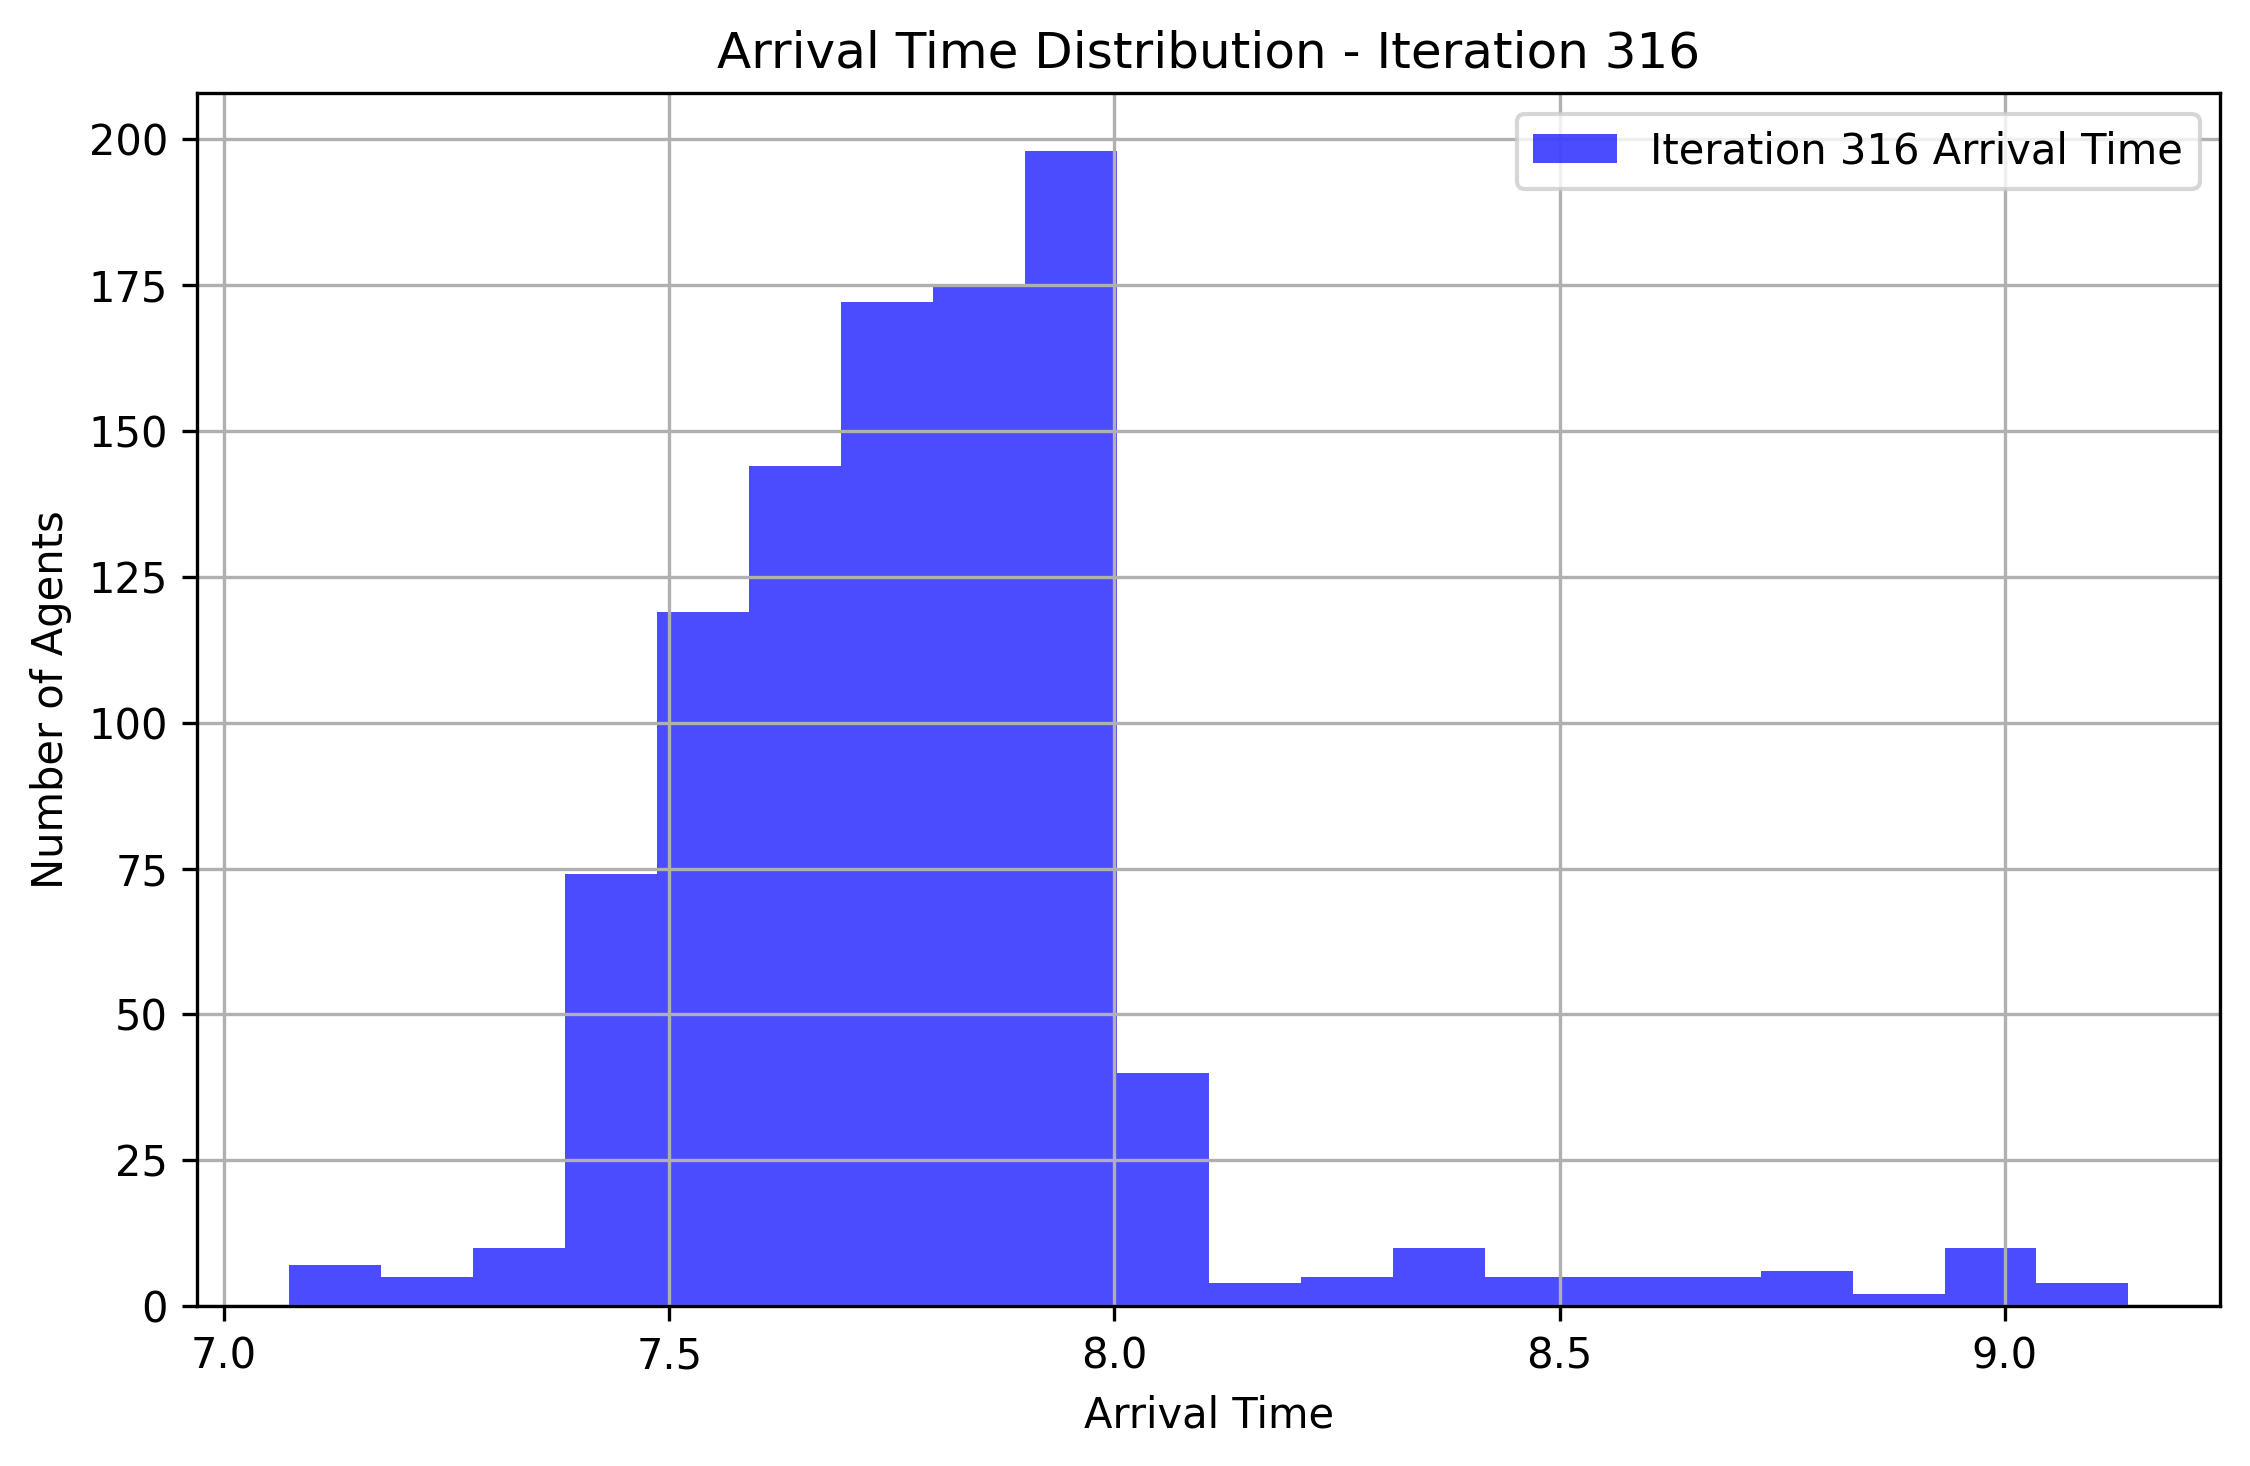 Arrival Time Distribution - Iteration 316
Iteration 316 Arrival Time
Number of Agents
200
175
150
125
100
75
50
25
0
7.0 7.5 8.0 8.5 9.0
Arrival Time